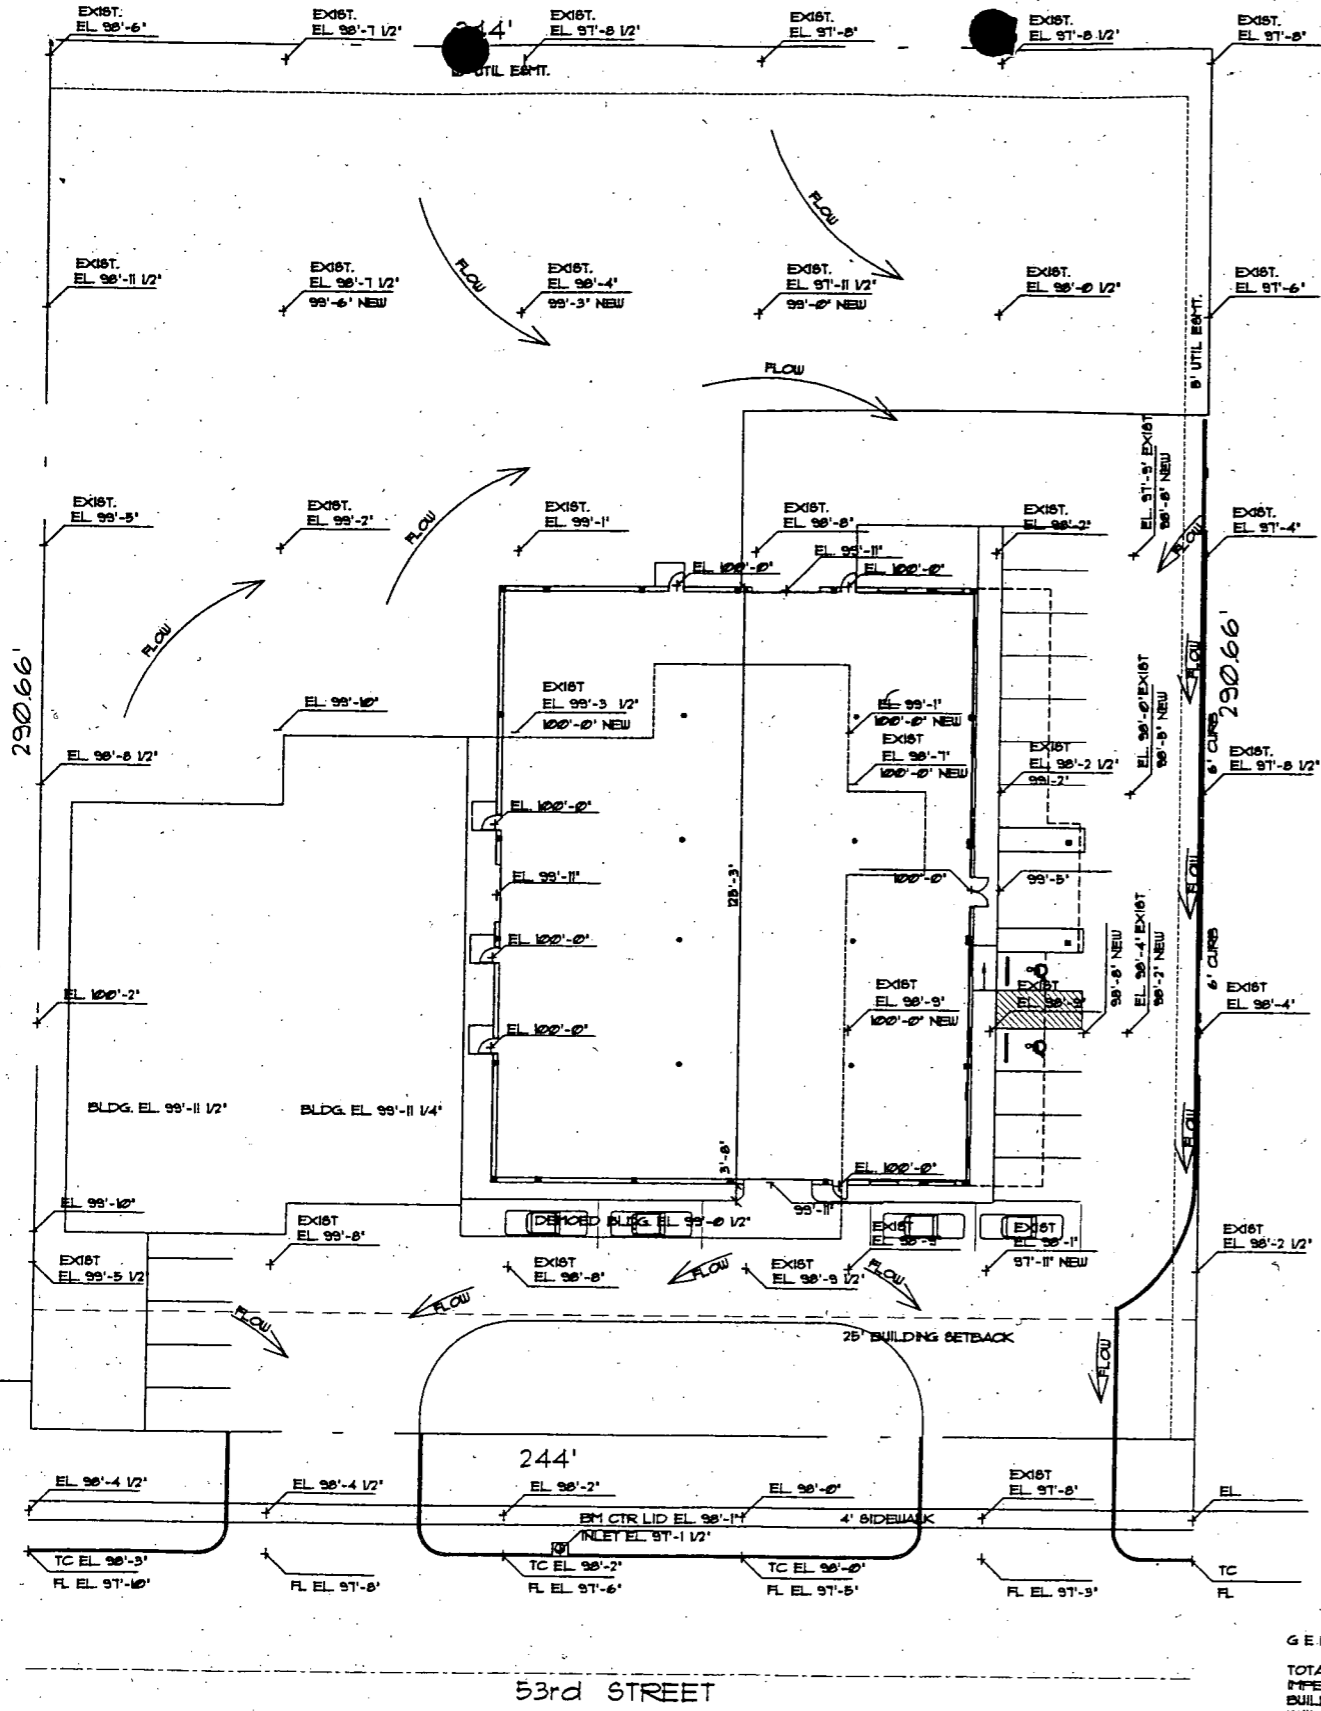 EXIST.
EL 98'-6"
EXIST.
EL 98'-7 1/2"
EXIST.
EL 97'-8 1/2"
EXIST.
EL 97'-8"
EXIST.
EL 97'-8 1/2"
EXIST.
EL 97'-8"
UTIL ESMT.
FLOW
FLOW
EXIST.
EL 98'-11 1/2"
EXIST.
EL 98'-7 1/2"
99'-6" NEW
EXIST.
EL 98'-4"
99'-3" NEW
EXIST.
EL 97'-11 1/2"
99'-0" NEW
EXIST.
EL 98'-0 1/2"
EXIST.
EL 97'-6"
8' UTIL ESMT.
FLOW
EXIST.
EL 99'-5"
EXIST.
EL 99'-2"
FLOW
EXIST.
EL 99'-1"
EXIST.
EL 98'-8"
EXIST.
EL 98'-2"
EL 97'-9" EXIST
98'-8" NEW
FLOW
EXIST.
EL 97'-4"
EL 99'-11"
EL 100'-0"
EL 100'-0"
FLOW
290.66'
290.66'
FLOW
EL 99'-10"
EXIST
EL 99'-3 1/2"
100'-0" NEW
EL 99'-1"
100'-0" NEW
EXIST
EL 98'-7"
100'-0" NEW
EXIST
EL 98'-2 1/2"
99'-2"
EL 98'-0" EXIST
98'-5" NEW
6" CURB
EXIST.
EL 97'-8 1/2"
EL 98'-8 1/2"
EL 100'-0"
EL 99'-11"
128'-3"
100'-0"
99'-5"
FLOW
EL 100'-0"
98'-8" NEW
EL 98'-4" EXIST
98'-2" NEW
6" CURB
EL 100'-2"
EXIST
EL 98'-9"
100'-0" NEW
EXIST
EXIST
EL 98'-4"
EL 100'-0"
BLDG. EL 99'-11 1/2"
BLDG. EL 99'-11 1/4"
FLOW
3'-8"
EL 100'-0"
EL 99'-10"
99'-11"
EXIST
EL 99'-8"
DEMOED BLDG. EL 99'-0 1/2"
EXIST
EL 98'-9"
EXIST
EL 98'-1"
97'-11" NEW
EXIST
EL 98'-2 1/2"
EXIST
EL 99'-5 1/2
EXIST
EL 98'-8"
FLOW
EXIST
EL 98'-9 1/2"
FLOW
FLOW
FLOW
25' BUILDING SETBACK
FLOW
244'
EL 98'-4 1/2"
EL 98'-4 1/2"
EL 98'-2"
EL 98'-0"
EXIST
EL 97'-8"
EL
BM CTR LID EL 98'-1"
4' SIDEWALK
INLET EL 97'-1 1/2"
TC EL 98'-3"
FL EL 97'-10"
FL EL 97'-8"
TC EL 98'-2"
FL EL 97'-6"
TC EL 98'-0"
FL EL 97'-5"
FL EL 97'-3"
TC
FL
53rd STREET